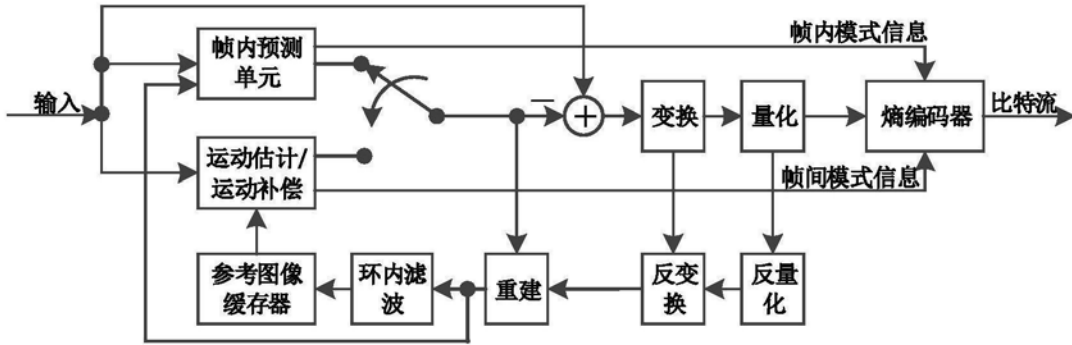 帧内预测
单元
帧内模式信息
输入
—
+
变换
量化
熵编码器
比特流
运动估计/
运动补偿
帧间模式信息
参考图像
缓存器
环内滤
波
重建
反变
换
反量
化